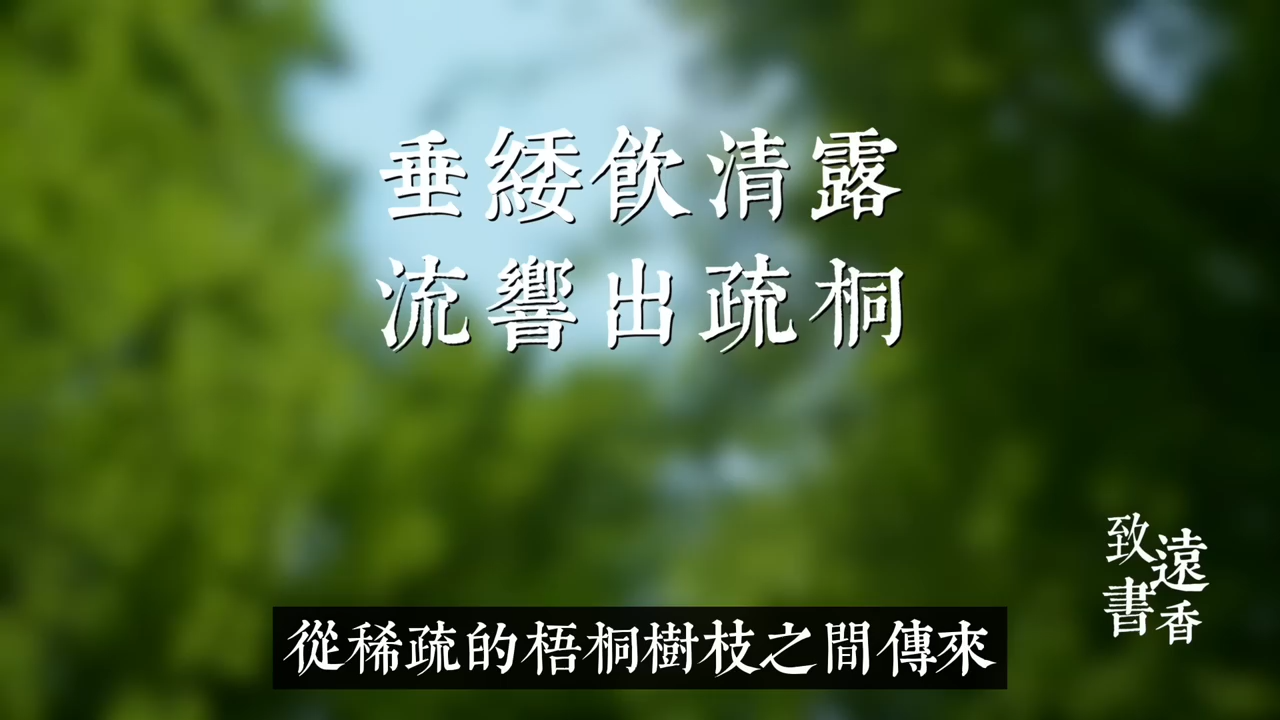 垂緌飲清露
流響出疏桐
致遠
書香
從稀疏的梧桐樹枝之間傳來